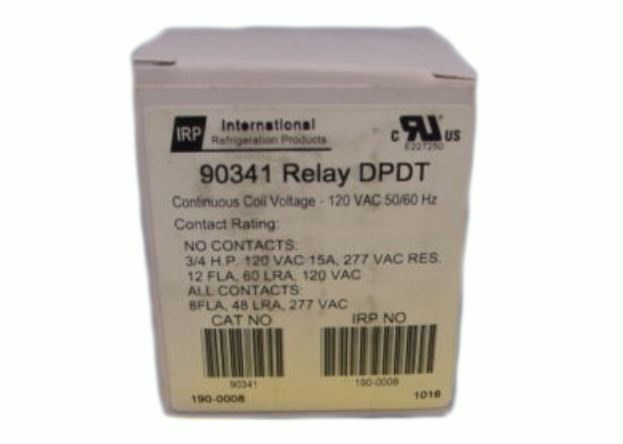 IRP International
Refrigeration Products
C RU US
E227250
90341 Relay DPDT
Continuous Coil Voltage - 120 VAC 50/60 Hz
Contact Rating:
NO CONTACTS:
3/4 H.P. 120 VAC 15A, 277 VAC RES.
12 FLA, 60 LRA, 120 VAC
ALL CONTACTS:
8FLA, 48 LRA, 277 VAC
CAT NO IRP NO
90341 190-0008
190-0008 1016